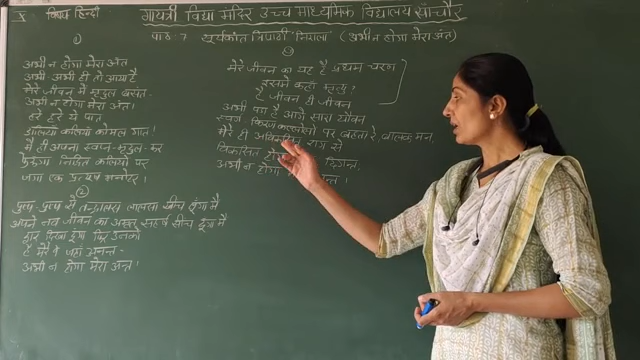 X विषय हिन्दी
गायत्री विद्या मंदिर उच्च माध्यमिक विद्यालय सांचौर
पाठ: 7 सूर्यकांत त्रिपाठी निराला (अभी न होगा मेरा अंत)
1
अभी न होगा मेरा अंत
अभी अभी ही तो आया है
मेरे जीवन में मृदुल बसंत-
अभी न होगा मेरा अंत।
हरे हरे ये पात
डालियाँ कलियाँ कोमल गात।
मैं ही अपना स्वप्न-मृदुल-कर
फेरूंगा निद्रित कलियों पर
जगा एक प्रत्यूष मनोहर।
2
पुष्प पुष्प से तन्द्रालस लालसा खींच लूंगा मैं
अपने नव जीवन का अमृत सहर्ष सींच दूंगा मैं
द्वार दिखा दूंगा फिर उनको
है मेरे वे जहां अनन्त-
अभी न होगा मेरा अन्त।
3
मेरे जीवन का यह है प्रथम चरण
इसमें कहां मृत्यु?
है जीवन ही जीवन
अभी पड़ा है आगे सारा यौवन
स्वर्ण किरण कल्लोलों पर बहता रे, बालक मन,
मेरे ही अविकसित राग से
विकसित दिगन्त,
अभी न होगा